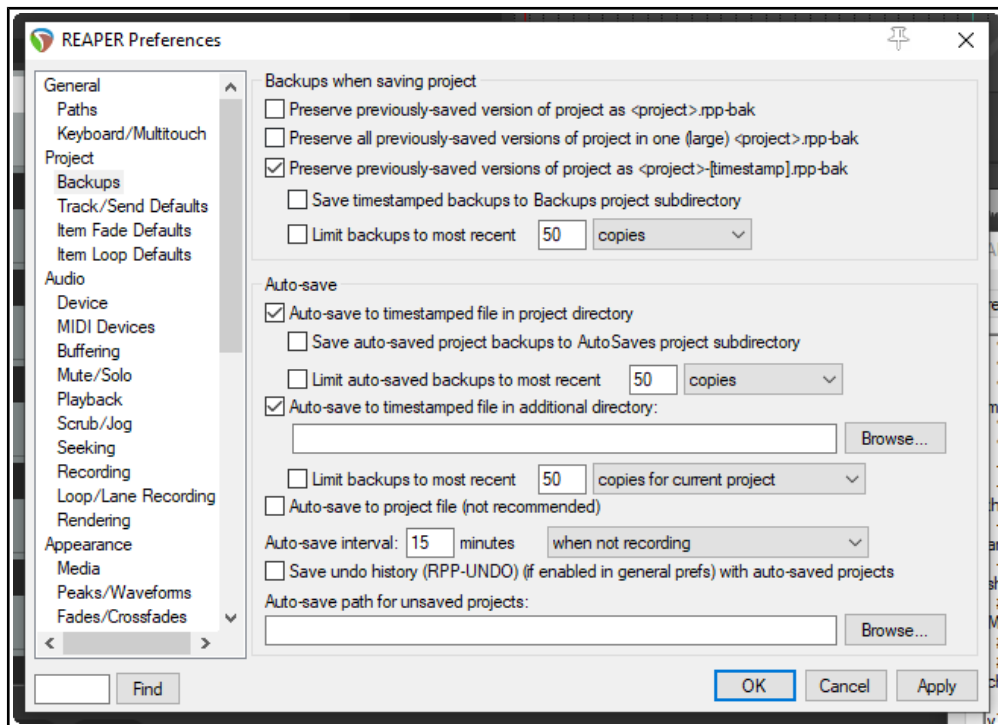 REAPER Preferences
General
Paths
Keyboard/Multitouch
Project
Backups
Track/Send Defaults
Item Fade Defaults
Item Loop Defaults
Audio
Device
MIDI Devices
Buffering
Mute/Solo
Playback
Scrub/Jog
Seeking
Recording
Loop/Lane Recording
Rendering
Appearance
Media
Peaks/Waveforms
Fades/Crossfades
Find
Backups when saving project
Preserve previously-saved version of project as <project>.rpp-bak
Preserve all previously-saved versions of project in one (large) <project>.rpp-bak
Preserve previously-saved versions of project as <project>-[timestamp].rpp-bak
Save timestamped backups to Backups project subdirectory
Limit backups to most recent 50 copies
Auto-save
Auto-save to timestamped file in project directory
Save auto-saved project backups to AutoSaves project subdirectory
Limit auto-saved backups to most recent 50 copies
Auto-save to timestamped file in additional directory:
Browse...
Limit backups to most recent 50 copies for current project
Auto-save to project file (not recommended)
Auto-save interval: 15 minutes when not recording
Save undo history (RPP-UNDO) (if enabled in general prefs) with auto-saved projects
Auto-save path for unsaved projects:
Browse...
OK Cancel Apply